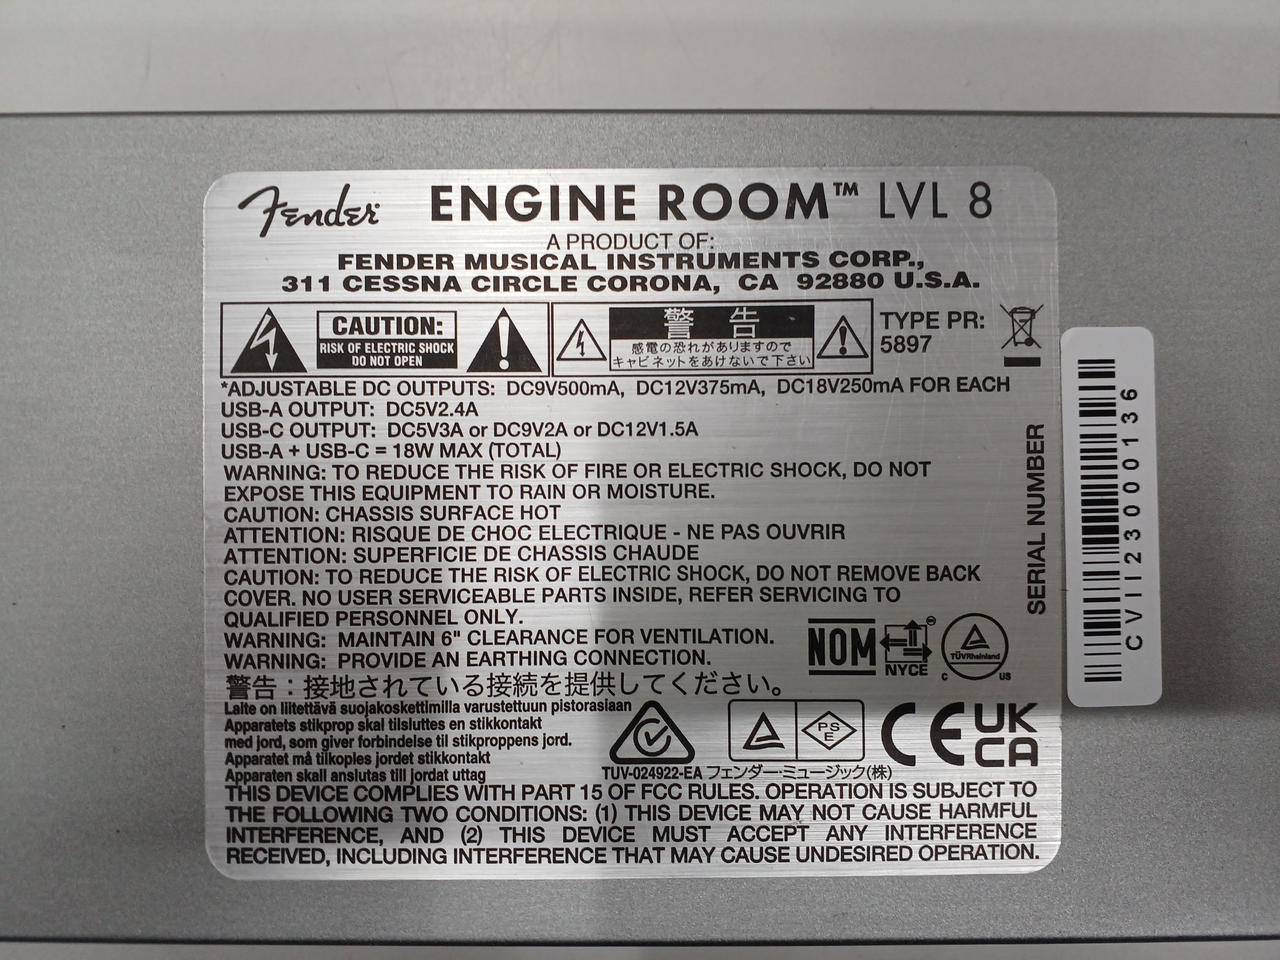 Fender ENGINE ROOM™ LVL 8
A PRODUCT OF:
FENDER MUSICAL INSTRUMENTS CORP.,
311 CESSNA CIRCLE CORONA, CA 92880 U.S.A.
CAUTION:
RISK OF ELECTRIC SHOCK
DO NOT OPEN
警告
感電の恐れがありますので
キャビネットをあけないで下さい
TYPE PR:
5897
*ADJUSTABLE DC OUTPUTS: DC9V500mA, DC12V375mA, DC18V250mA FOR EACH
USB-A OUTPUT: DC5V2.4A
USB-C OUTPUT: DC5V3A or DC9V2A or DC12V1.5A
USB-A + USB-C = 18W MAX (TOTAL)
WARNING: TO REDUCE THE RISK OF FIRE OR ELECTRIC SHOCK, DO NOT
EXPOSE THIS EQUIPMENT TO RAIN OR MOISTURE.
CAUTION: CHASSIS SURFACE HOT
ATTENTION: RISQUE DE CHOC ELECTRIQUE - NE PAS OUVRIR
ATTENTION: SUPERFICIE DE CHASSIS CHAUDE
CAUTION: TO REDUCE THE RISK OF ELECTRIC SHOCK, DO NOT REMOVE BACK
COVER. NO USER SERVICEABLE PARTS INSIDE, REFER SERVICING TO
QUALIFIED PERSONNEL ONLY.
WARNING: MAINTAIN 6" CLEARANCE FOR VENTILATION.
WARNING: PROVIDE AN EARTHING CONNECTION.
警告：接地されている接続を提供してください。
NOM
NYCE
TÜVRheinland
C US
Laite on liitettävä suojakoskettimilla varustettuun pistorasiaan
Apparatets stikprop skal tilsluttes en stikkontakt
med jord, som giver forbindelse til stikproppens jord.
Apparatet må tilkoples jordet stikkontakt
Apparaten skall anslutas till jordat uttag
TUV-024922-EA フェンダー・ミュージック(株)
PS
E
CE
UK
CA
THIS DEVICE COMPLIES WITH PART 15 OF FCC RULES. OPERATION IS SUBJECT TO
THE FOLLOWING TWO CONDITIONS: (1) THIS DEVICE MAY NOT CAUSE HARMFUL
INTERFERENCE, AND (2) THIS DEVICE MUST ACCEPT ANY INTERFERENCE
RECEIVED, INCLUDING INTERFERENCE THAT MAY CAUSE UNDESIRED OPERATION.
SERIAL NUMBER
CVII23000136